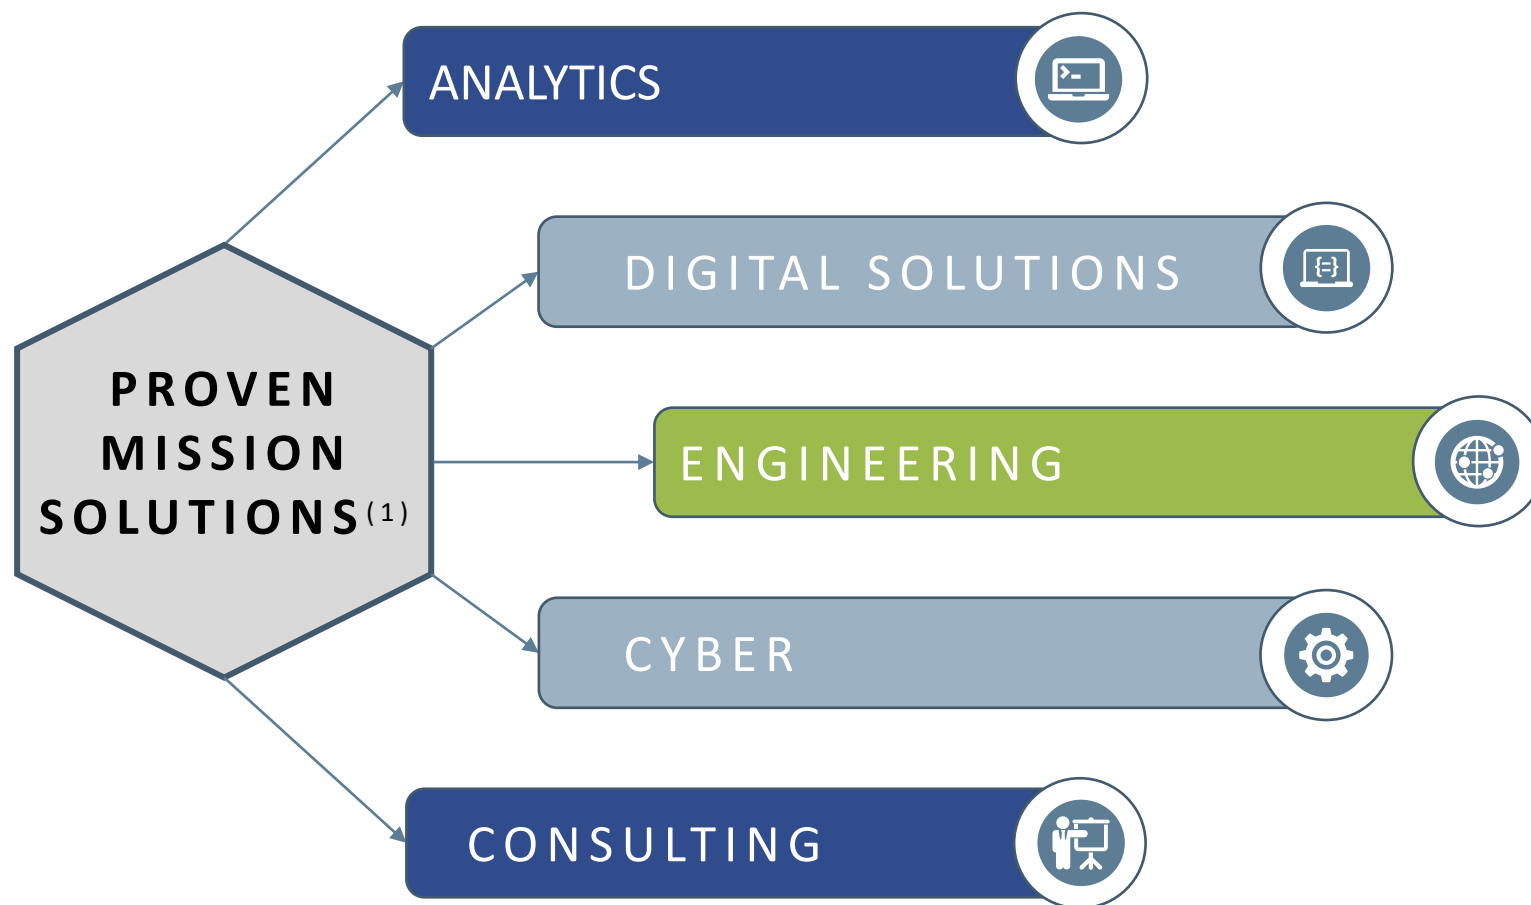 ANALYTICS
DIGITAL SOLUTIONS
PROVEN
MISSION
SOLUTIONS(1)
ENGINEERING
CYBER
CONSULTING